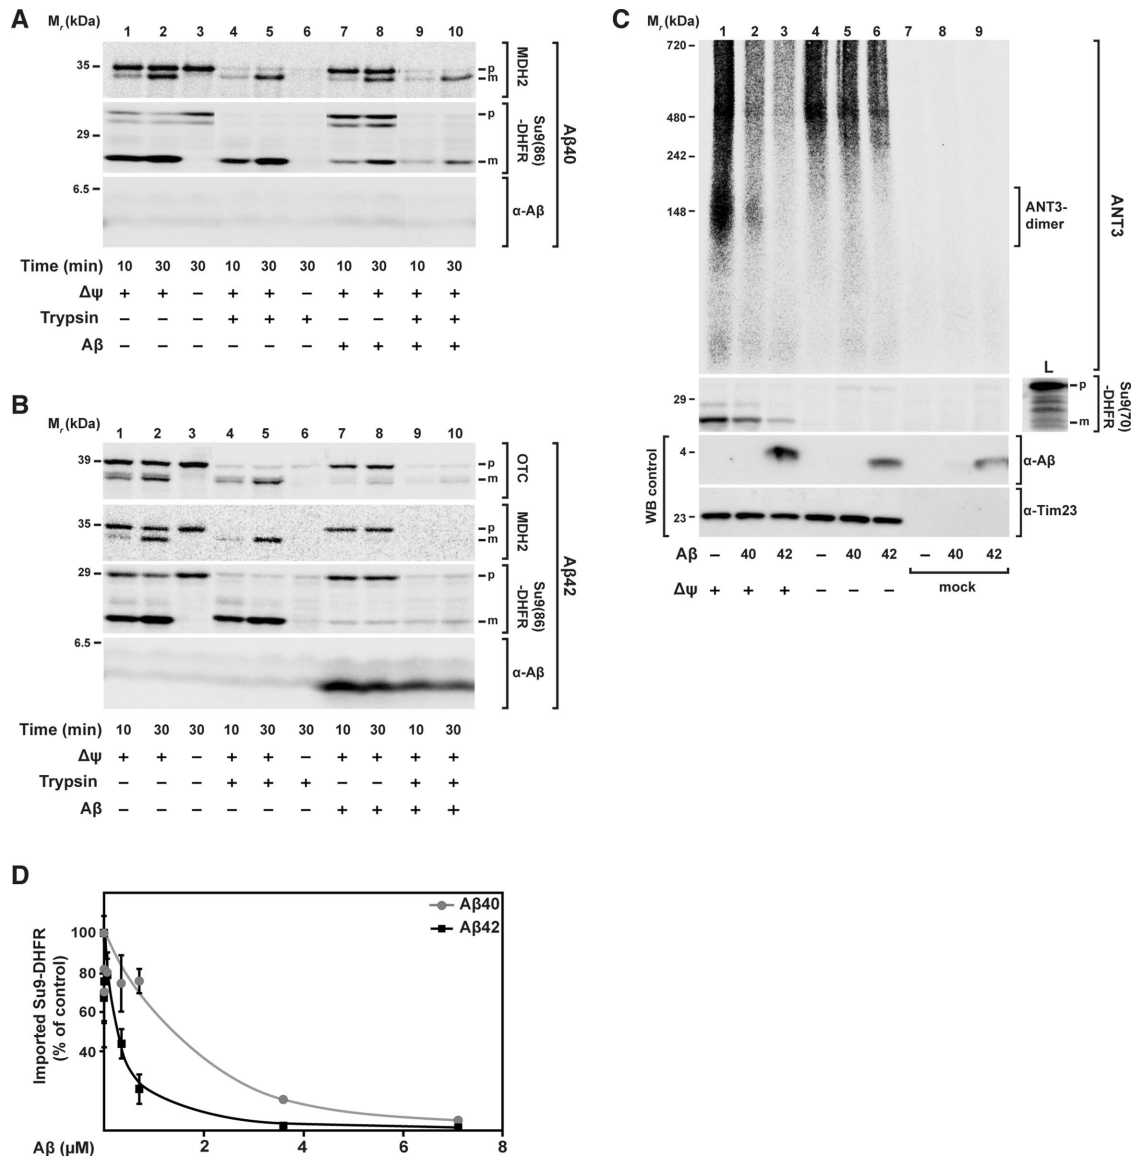 A
Mr (kDa)
1 2 3 4 5 6 7 8 9 10
35
p
m
MDH2
29
p
m
Su9(86)
-DHFR
6.5
α-Aβ
Aβ40
Time (min) 10 30 30 10 30 30 10 30 10 30
Δψ + + – + + – + + + +
Trypsin – – – + + + – – + +
Aβ – – – – – – + + + +
B
Mr (kDa)
1 2 3 4 5 6 7 8 9 10
39
p
m
OTC
35
p
m
MDH2
29
p
m
Su9(86)
-DHFR
6.5
α-Aβ
Aβ42
Time (min) 10 30 30 10 30 30 10 30 10 30
Δψ + + – + + – + + + +
Trypsin – – – + + + – – + +
Aβ – – – – – – + + + +
C
Mr (kDa)
1 2 3 4 5 6 7 8 9
720
480
242
148
ANT3-
dimer
ANT3
L
29
p
m
Su9(70)
-DHFR
WB control
4
α-Aβ
23
α-Tim23
Aβ – 40 42 – 40 42 – 40 42
Δψ + + + – – – mock
D
Aβ40
Aβ42
Imported Su9-DHFR
(% of control)
100
80
60
40
Aβ (µM) 2 4 6 8